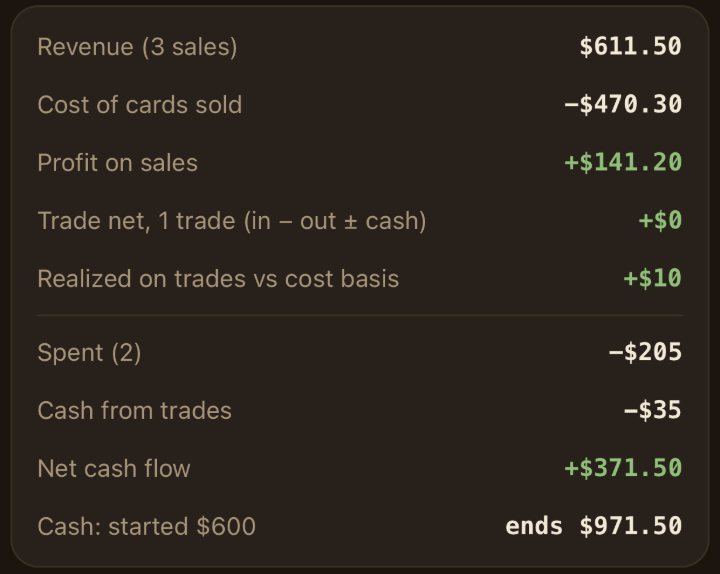 Revenue (3 sales) $611.50
Cost of cards sold −$470.30
Profit on sales +$141.20
Trade net, 1 trade (in − out ± cash) +$0
Realized on trades vs cost basis +$10
Spent (2) −$205
Cash from trades −$35
Net cash flow +$371.50
Cash: started $600 ends $971.50